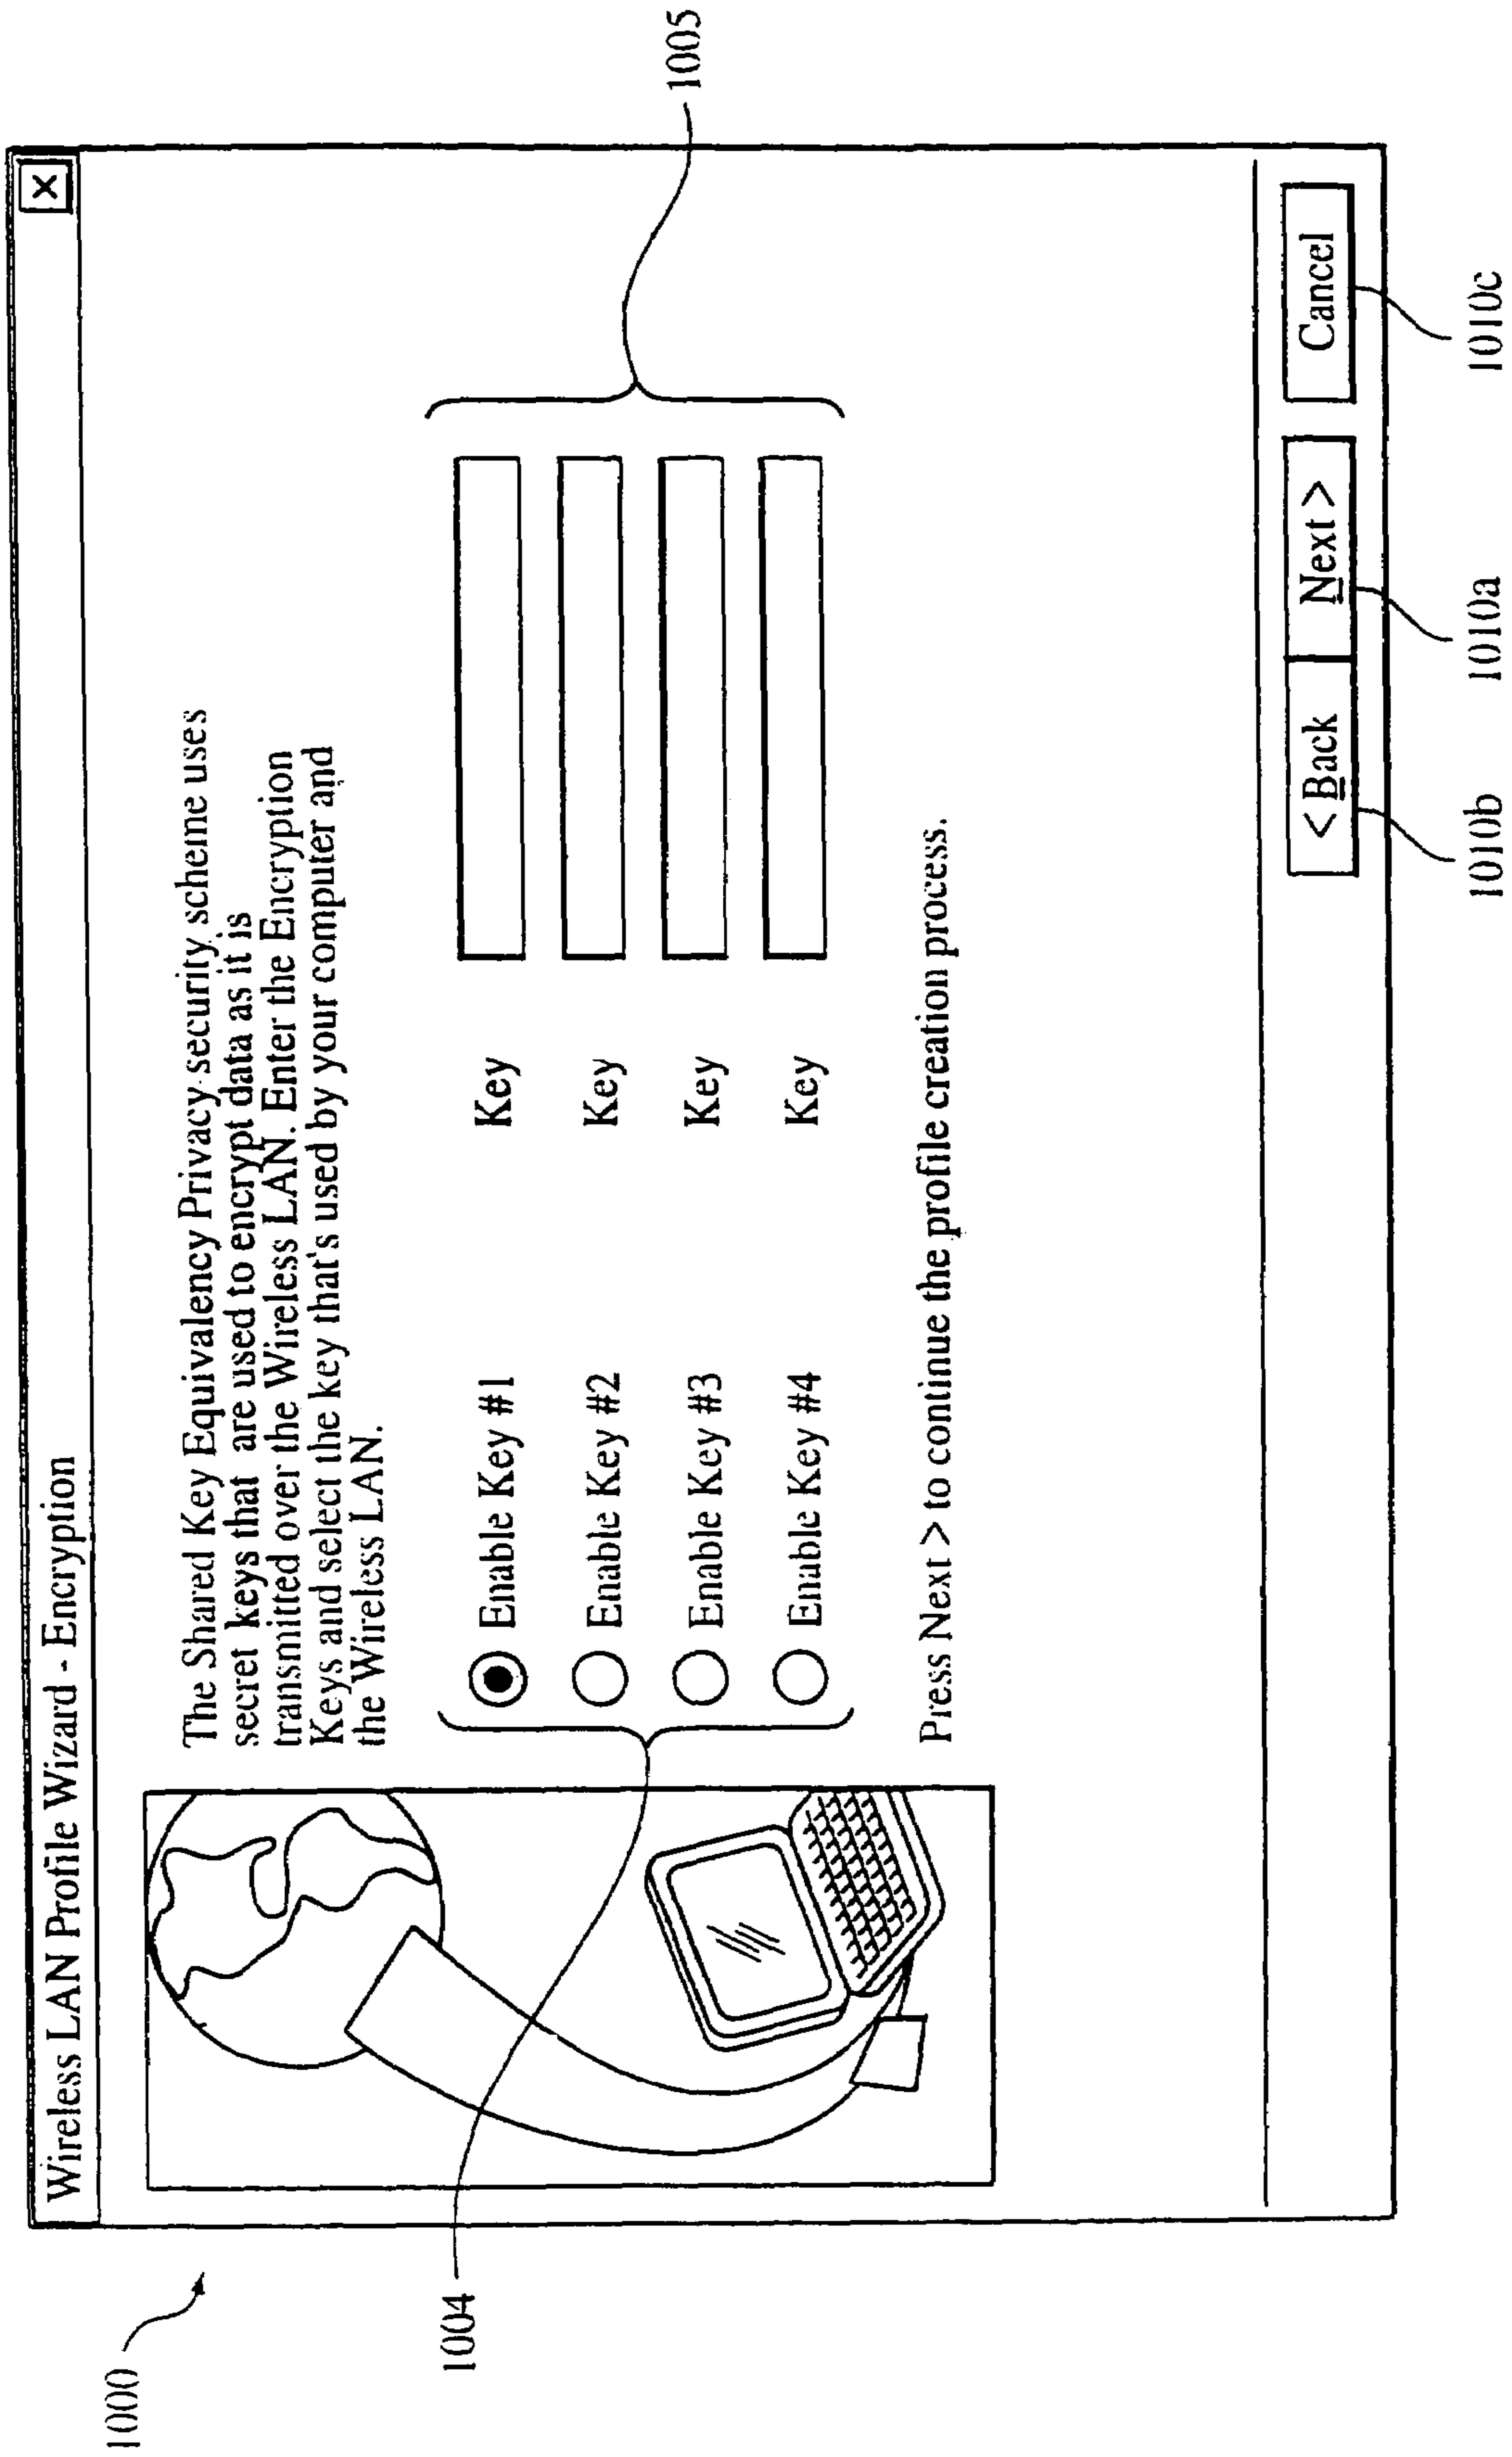 1000
Wireless LAN Profile Wizard - Encryption
X
The Shared Key Equivalency Privacy security scheme uses
secret keys that are used to encrypt data as it is
transmitted over the Wireless LAN. Enter the Encryption
Keys and select the key that's used by your computer and
the Wireless LAN.
Enable Key #1 Key
Enable Key #2 Key
Enable Key #3 Key
Enable Key #4 Key
1004
1005
Press Next > to continue the profile creation process.
< Back Next > Cancel
1010b 1010a 1010c